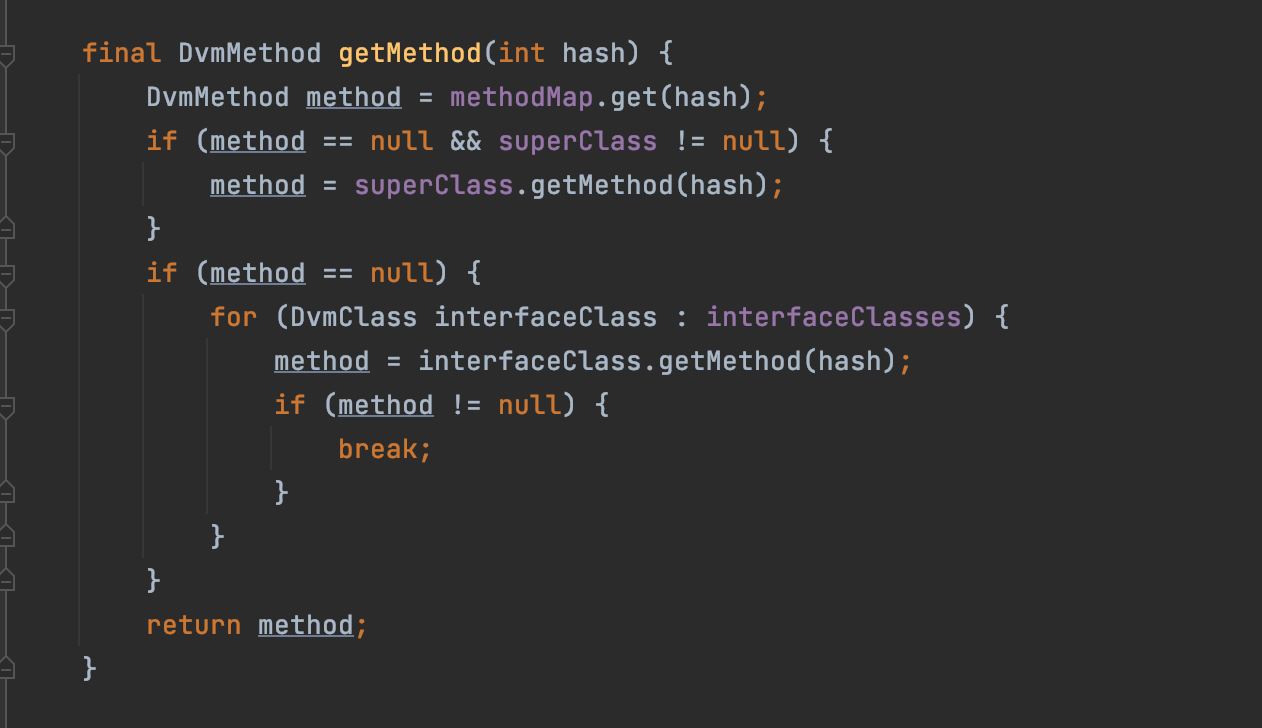 final DvmMethod getMethod(int hash) {
    DvmMethod method = methodMap.get(hash);
    if (method == null && superClass != null) {
        method = superClass.getMethod(hash);
    }
    if (method == null) {
        for (DvmClass interfaceClass : interfaceClasses) {
            method = interfaceClass.getMethod(hash);
            if (method != null) {
                break;
            }
        }
    }
    return method;
}